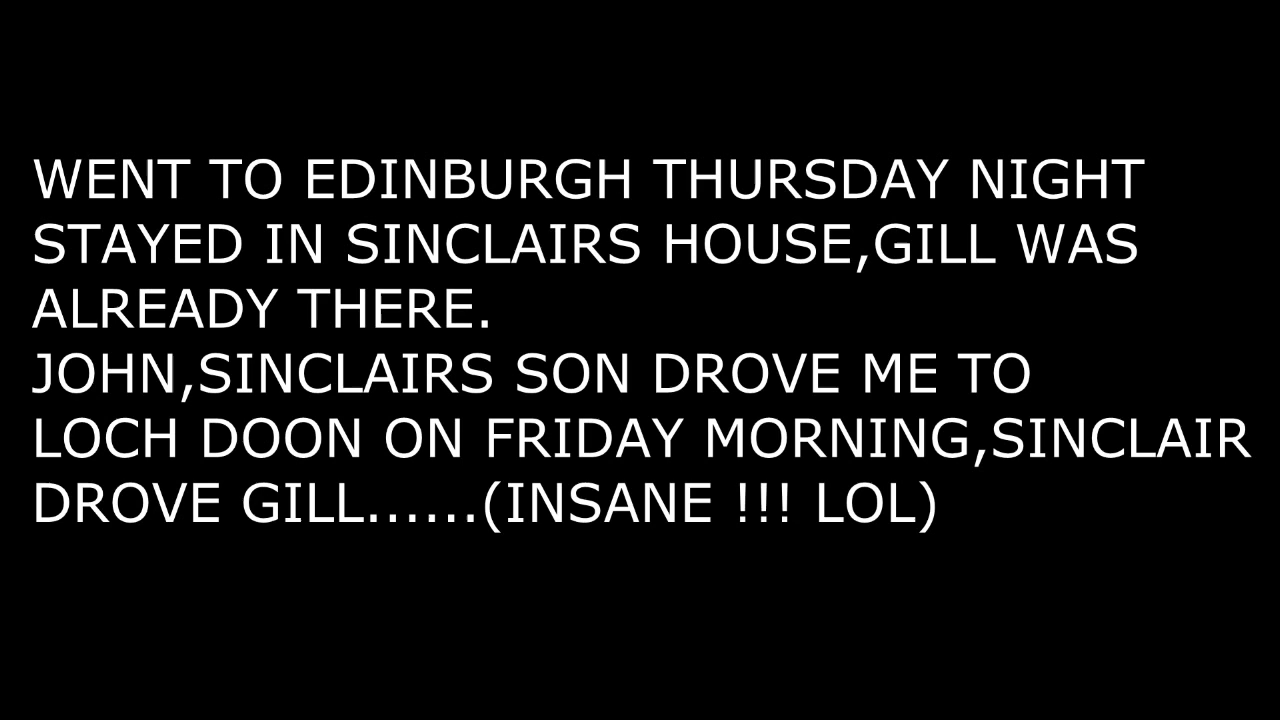 WENT TO EDINBURGH THURSDAY NIGHT
STAYED IN SINCLAIRS HOUSE,GILL WAS
ALREADY THERE.
JOHN,SINCLAIRS SON DROVE ME TO
LOCH DOON ON FRIDAY MORNING,SINCLAIR
DROVE GILL......(INSANE !!! LOL)